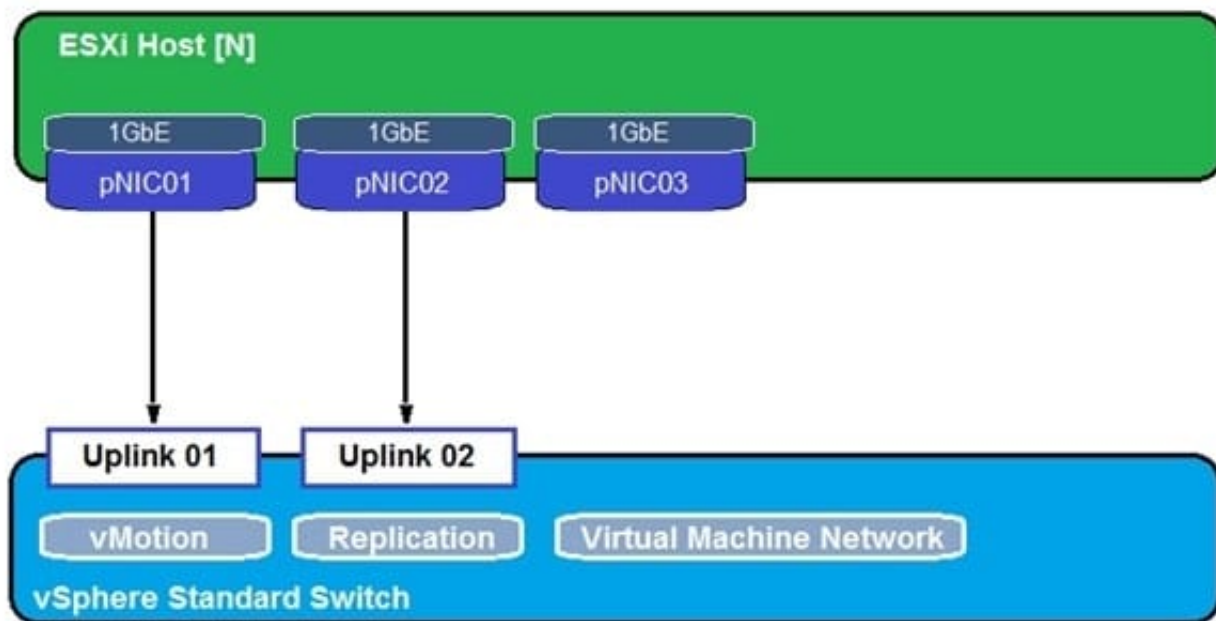 ESXi Host [N]
1GbE 1GbE 1GbE
pNIC01 pNIC02 pNIC03
Uplink 01 Uplink 02
vMotion Replication Virtual Machine Network
vSphere Standard Switch